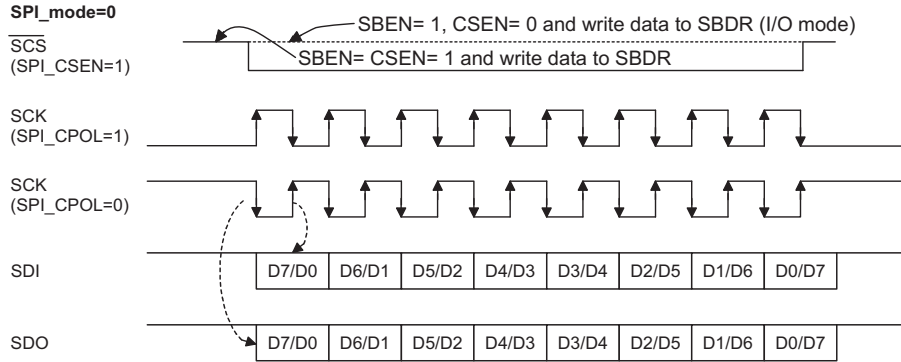 SPI_mode=0
SBEN= 1, CSEN= 0 and write data to SBDR (I/O mode)
SCS
(SPI_CSEN=1)
SBEN= CSEN= 1 and write data to SBDR
SCK
(SPI_CPOL=1)
SCK
(SPI_CPOL=0)
SDI D7/D0 D6/D1 D5/D2 D4/D3 D3/D4 D2/D5 D1/D6 D0/D7
SDO D7/D0 D6/D1 D5/D2 D4/D3 D3/D4 D2/D5 D1/D6 D0/D7